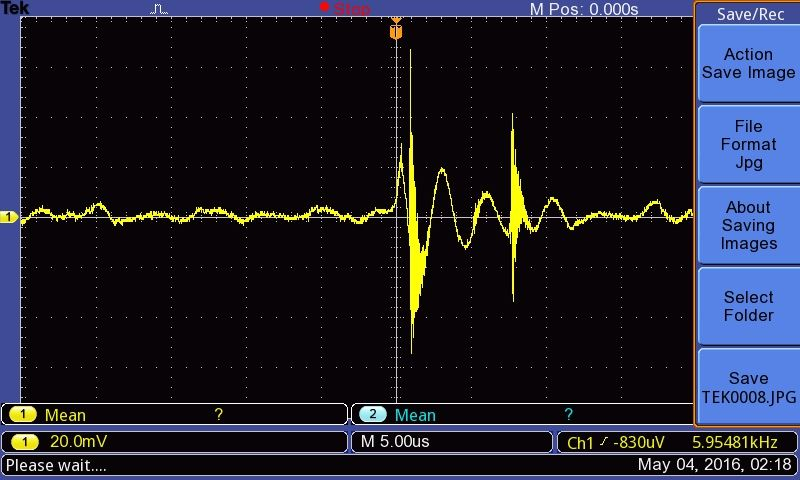 Tek
Stop
M Pos: 0.000s
Save/Rec
T
Action
Save Image
File
Format
Jpg
About
Saving
Images
Select
Folder
Save
TEK0008.JPG
1
1 Mean ?
2 Mean ?
1 20.0mV
M 5.00us
Ch1 -830uV 5.95481kHz
Please wait....
May 04, 2016, 02:18